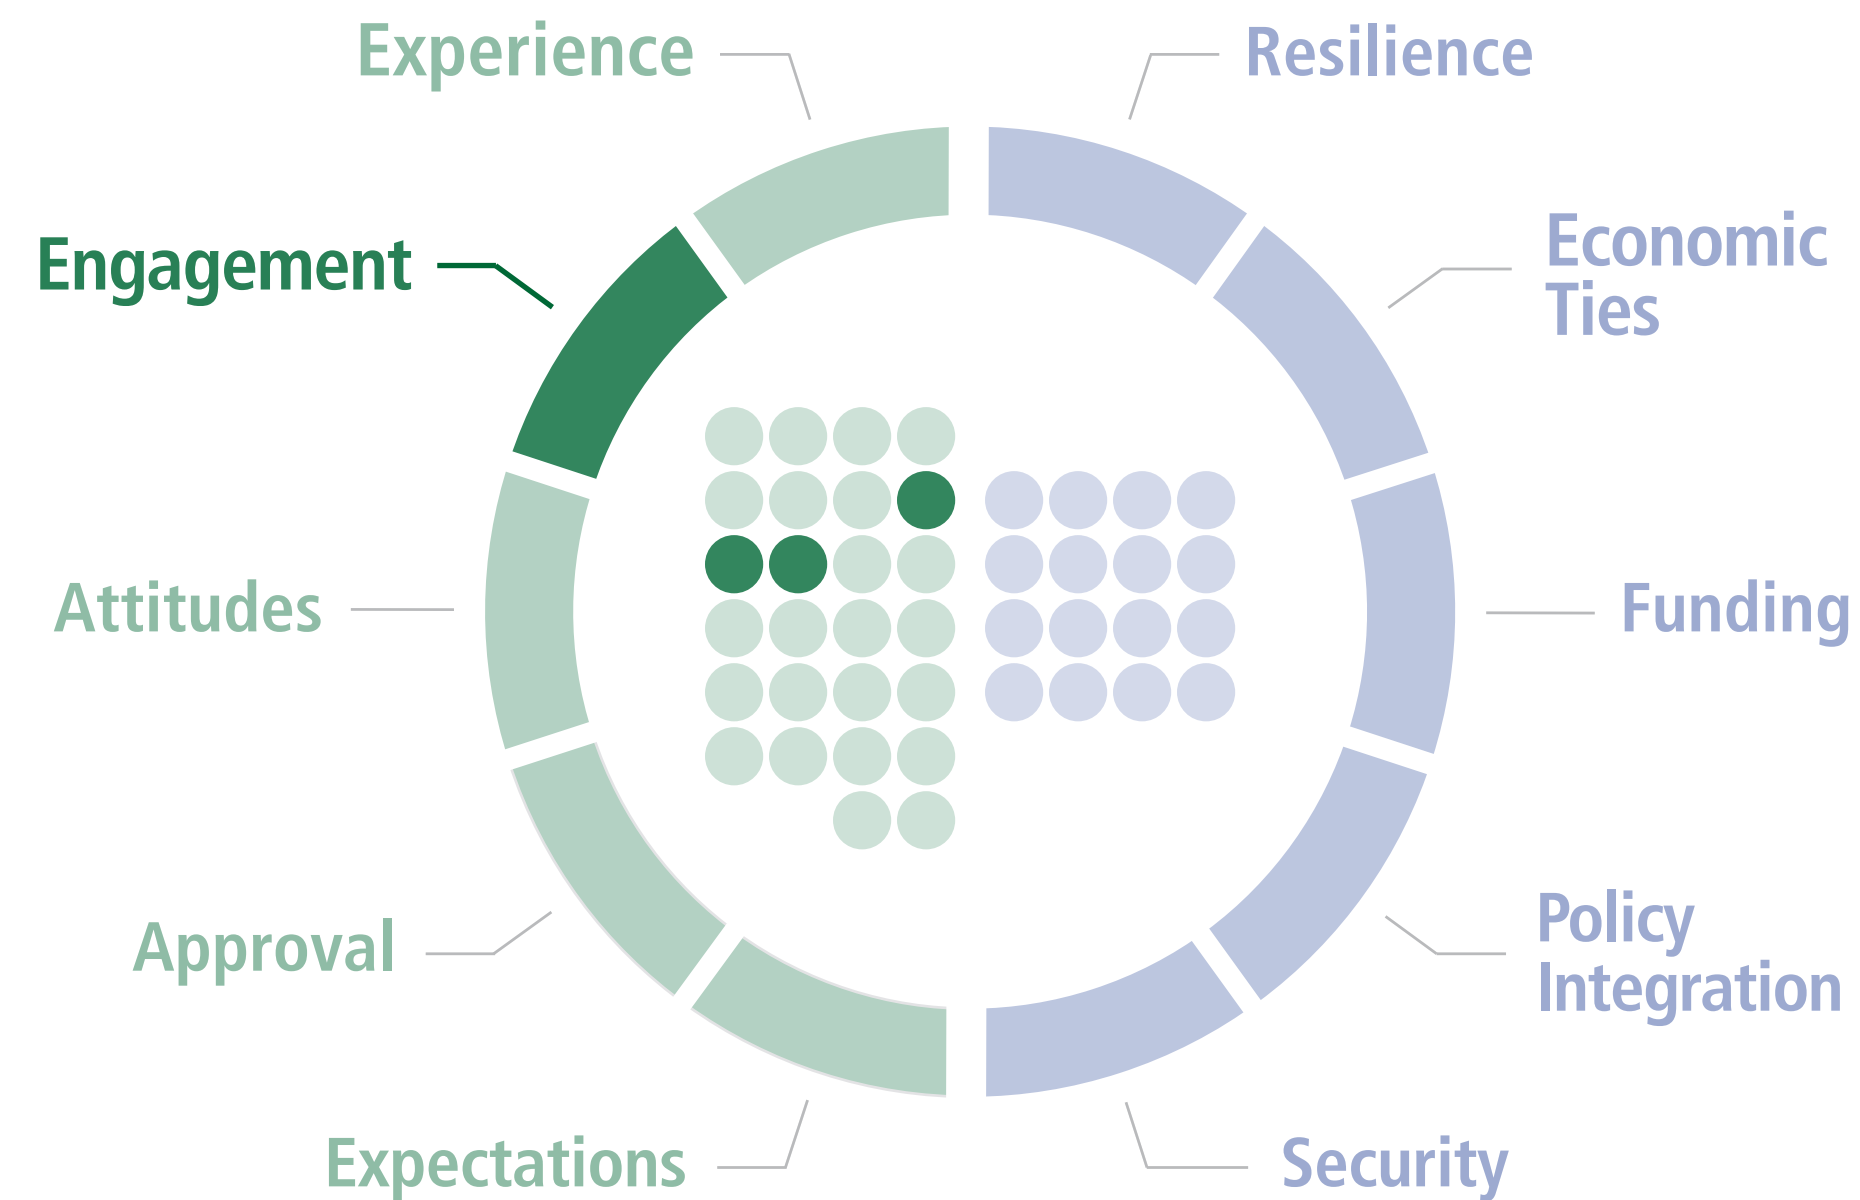 Experience
Resilience
Engagement
Economic
Ties
Attitudes
Funding
Approval
Policy
Integration
Expectations
Security